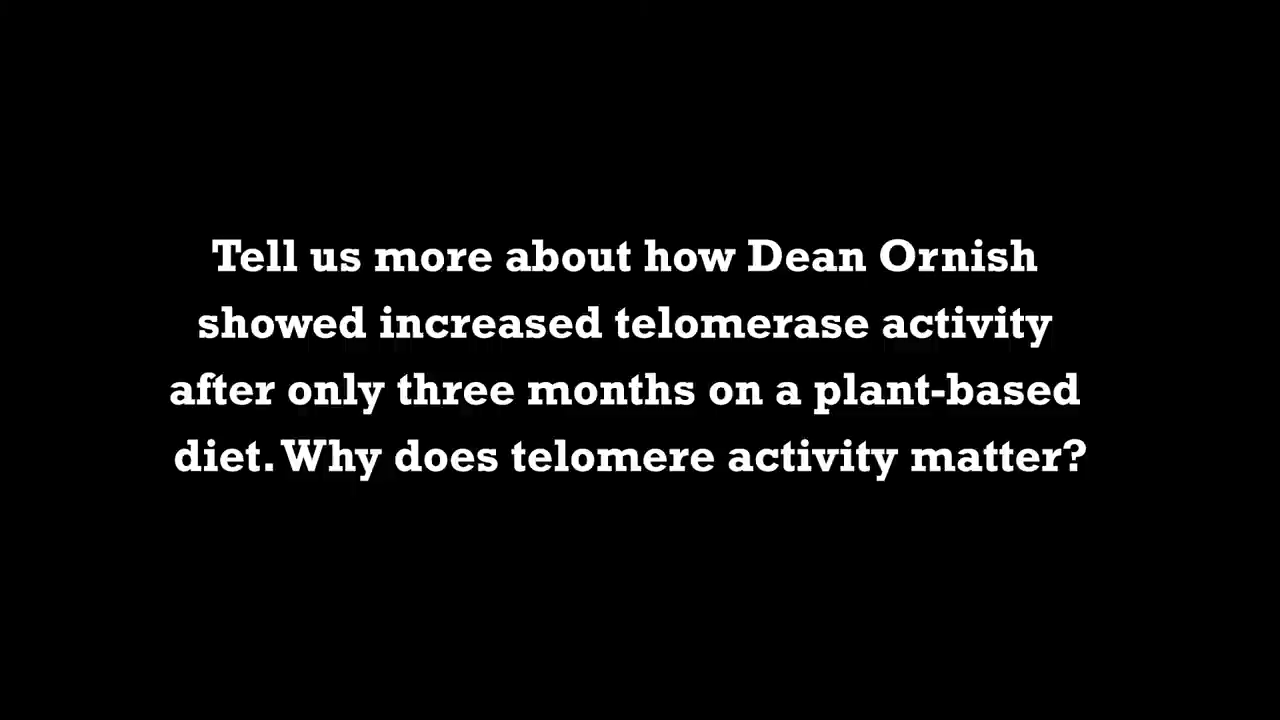 Tell us more about how Dean Ornish
showed increased telomerase activity
after only three months on a plant-based
diet. Why does telomere activity matter?